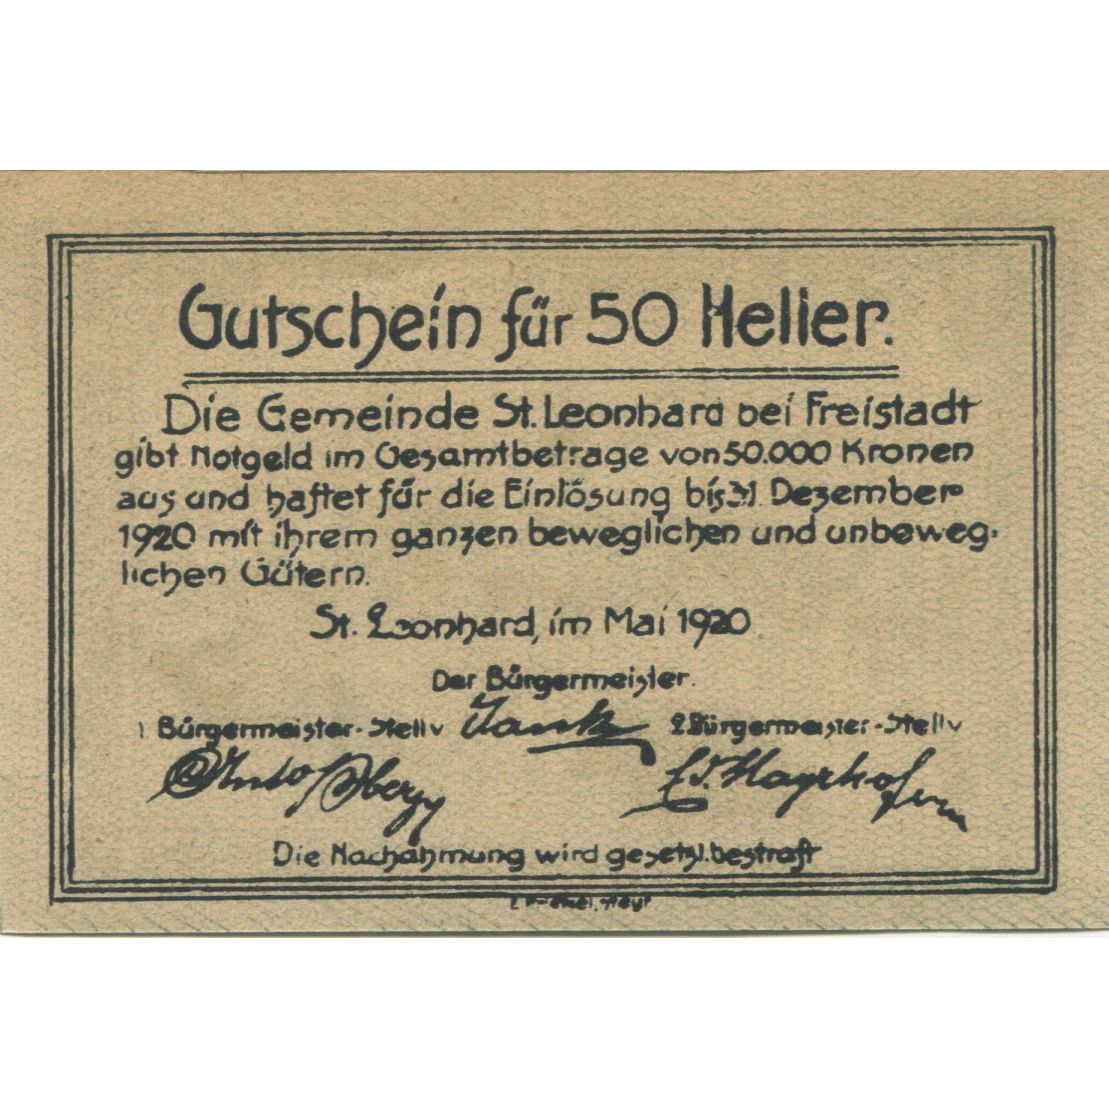 Gutschein für 50 Heller.
Die Gemeinde St. Leonhard bei Freistadt
gibt Notgeld im Gesamtbetrage von 50.000 Kronen
aus und haftet für die Einlösung bis 31. Dezember
1920 mit ihrem ganzen beweglichen und unbeweg-
lichen Gütern.
St. Leonhard, im Mai 1920
Der Bürgermeister.
1 Bürgermeister-Stellv
2 Bürgermeister-Stellv
Die Nachahmung wird gesetzl. bestraft